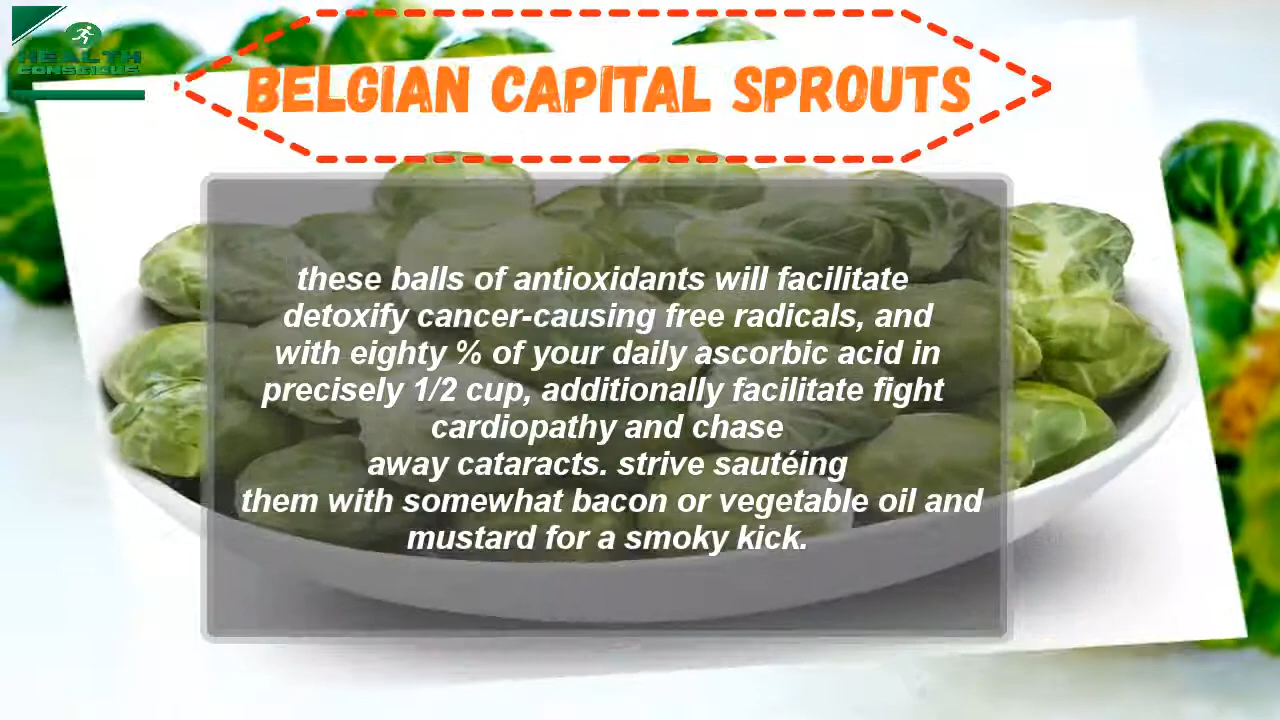 HEALTH
CONSCIOUS
BELGIAN CAPITAL SPROUTS
these balls of antioxidants will facilitate
detoxify cancer-causing free radicals, and
with eighty % of your daily ascorbic acid in
precisely 1/2 cup, additionally facilitate fight
cardiopathy and chase
away cataracts. strive sautéing
them with somewhat bacon or vegetable oil and
mustard for a smoky kick.